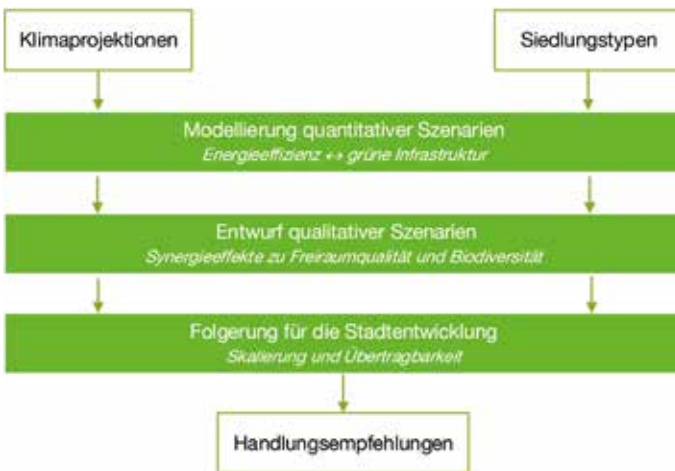 Klimaprojektionen
Siedlungstypen
Modellierung quantitativer Szenarien
Energieeffizienz ↔ grüne Infrastruktur
Entwurf qualitativer Szenarien
Synergieeffekte zu Freiraumqualität und Biodiversität
Folgerung für die Stadtentwicklung
Skalierung und Übertragbarkeit
Handlungsempfehlungen